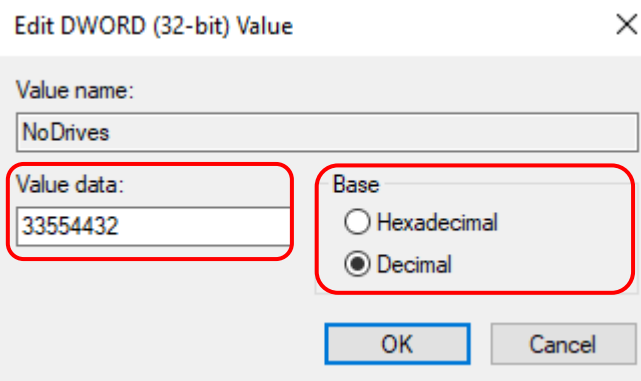 Edit DWORD (32-bit) Value
Value name:
NoDrives
Value data:
33554432
Base
Hexadecimal
Decimal
OK
Cancel